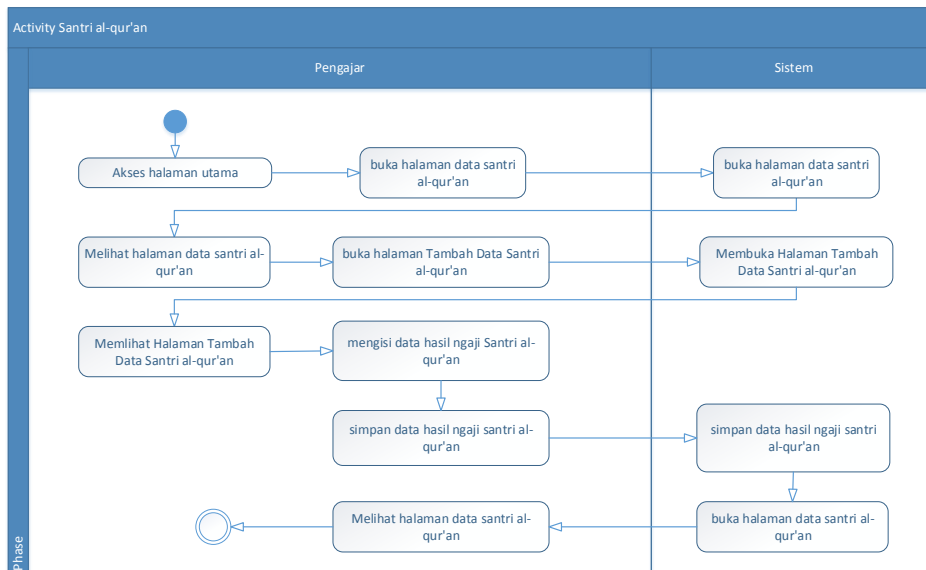 Activity Santri al-qur'an
Pengajar
Sistem
Akses halaman utama
buka halaman data santri
al-qur'an
buka halaman data santri
al-qur'an
Melihat halaman data santri al-
qur'an
buka halaman Tambah Data Santri
al-qur'an
Membuka Halaman Tambah
Data Santri al-qur'an
Memlihat Halaman Tambah
Data Santri al-qur'an
mengisi data hasil ngaji Santri al-
qur'an
simpan data hasil ngaji santri al-
qur'an
simpan data hasil ngaji santri
al-qur'an
Melihat halaman data santri al-
qur'an
buka halaman data santri al-
qur'an
Phase